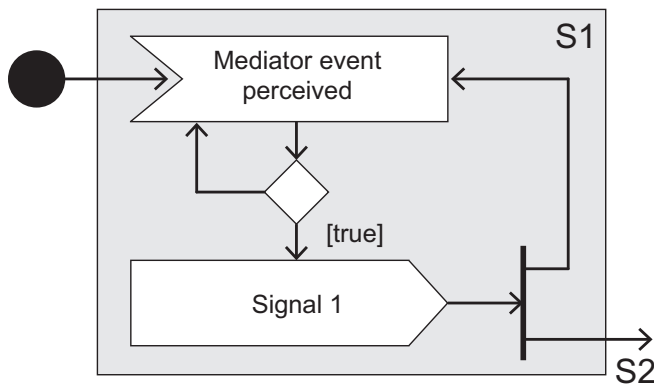 S1
Mediator event
perceived
[true]
Signal 1
S2